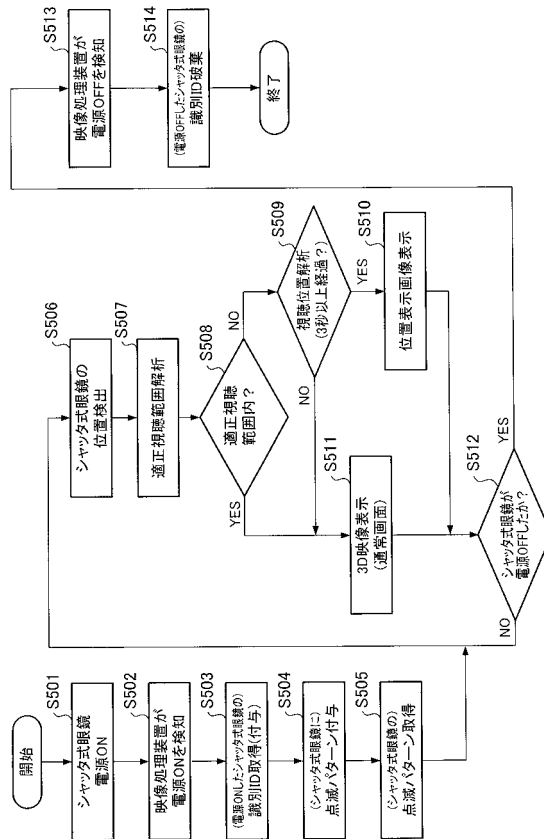 開始
S501
シャッタ式眼鏡
電源ON
S502
映像処理装置が
電源ONを検知
S503
(電源ONしたシャッタ式眼鏡の)
識別ID取得(付与)
S504
(シャッタ式眼鏡に)
点滅パターン付与
S505
(シャッタ式眼鏡の)
点滅パターン取得
S506
シャッタ式眼鏡の
位置検出
S507
適正視聴範囲解析
S508
適正視聴
範囲内?
YES
NO
S509
視聴位置解析
(3秒以上経過?)
NO
YES
S510
位置表示画像表示
S511
3D映像表示
(通常画面)
S512
シャッタ式眼鏡が
電源OFFしたか?
NO
YES
S513
映像処理装置が
電源OFFを検知
S514
(電源OFFしたシャッタ式眼鏡の)
識別ID破棄
終了